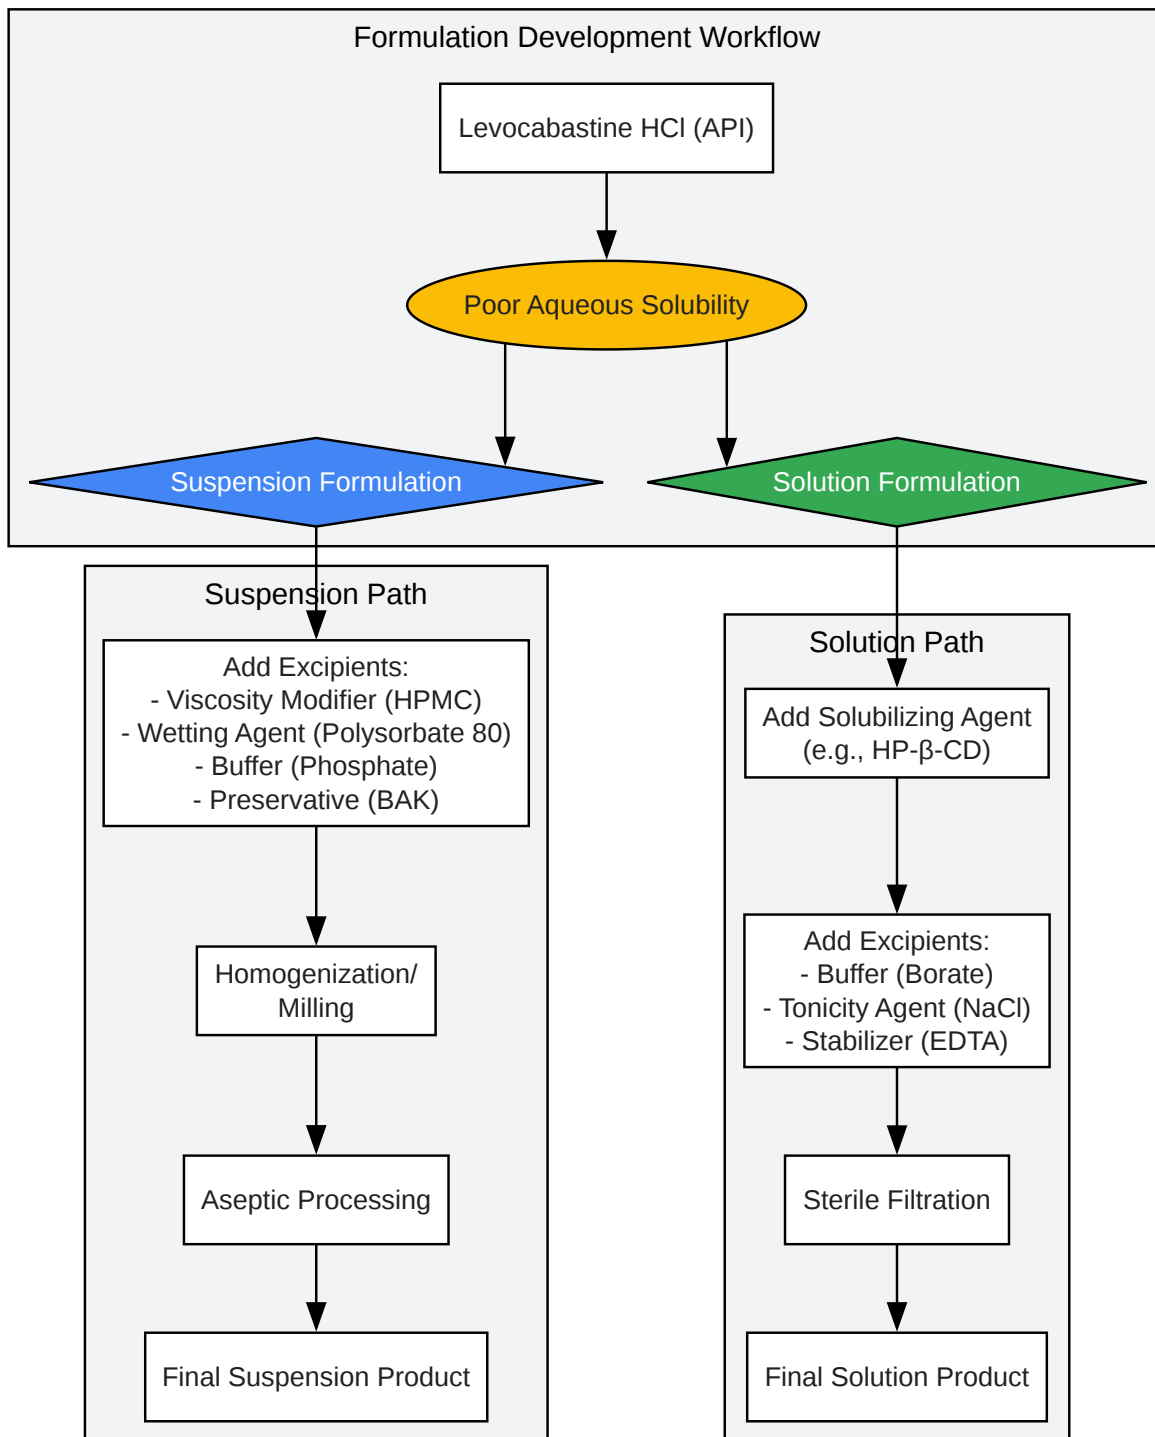 Formulation Development Workflow
Levocabastine HCl (API)
Poor Aqueous Solubility
Suspension Formulation
Solution Formulation
Suspension Path
Add Excipients:
- Viscosity Modifier (HPMC)
- Wetting Agent (Polysorbate 80)
- Buffer (Phosphate)
- Preservative (BAK)
Homogenization/
Milling
Aseptic Processing
Final Suspension Product
Solution Path
Add Solubilizing Agent
(e.g., HP-β-CD)
Add Excipients:
- Buffer (Borate)
- Tonicity Agent (NaCl)
- Stabilizer (EDTA)
Sterile Filtration
Final Solution Product